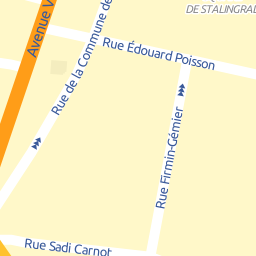 DE STALINGRAD
Avenue V
Rue de la Commune de
Rue Édouard Poisson
Rue Firmin-Gémier
Rue Sadi Carnot